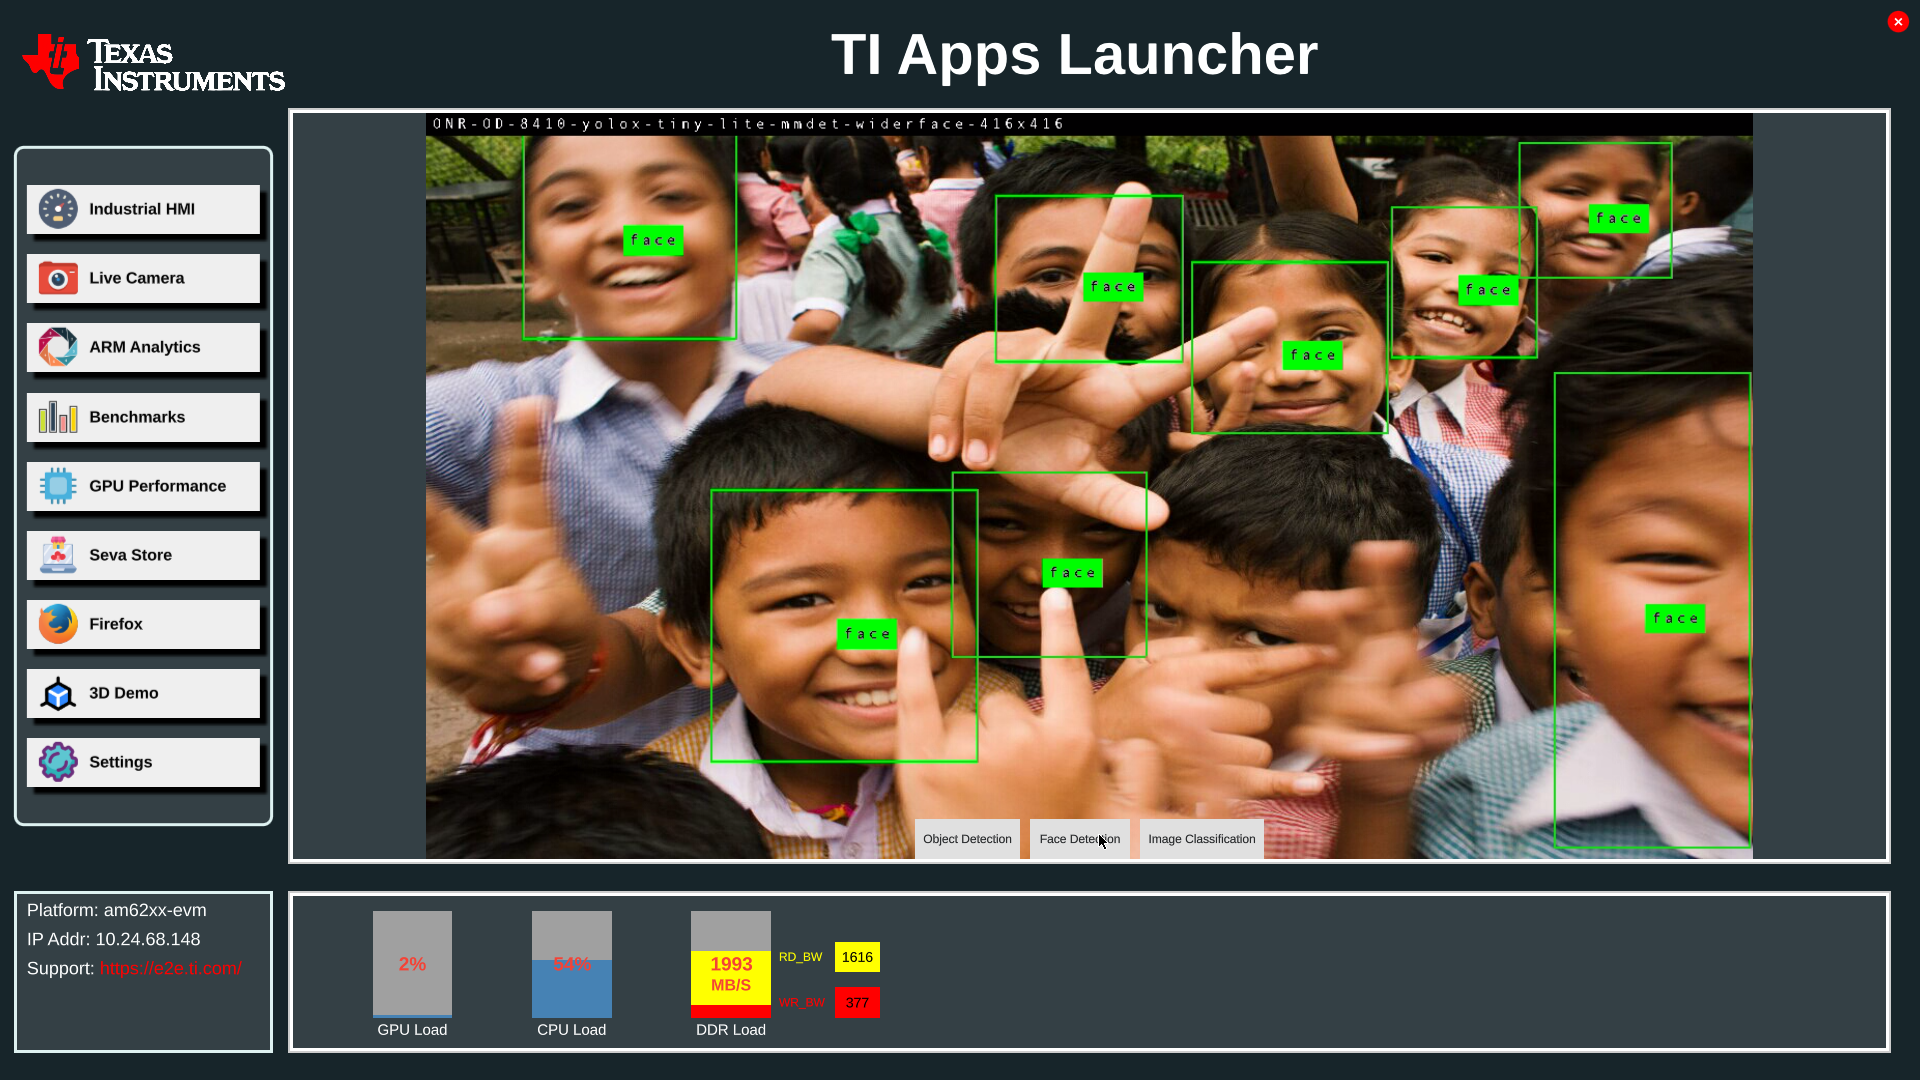 TEXAS
INSTRUMENTS
TI Apps Launcher
Industrial HMI
Live Camera
ARM Analytics
Benchmarks
GPU Performance
Seva Store
Firefox
3D Demo
Settings
ONR-OD-8410-yolox-tiny-lite-mmdet-widerface-416x416
face
face
face
face
face
face
face
face
Object Detection
Face Detection
Image Classification
Platform: am62xx-evm
IP Addr: 10.24.68.148
Support: https://e2e.ti.com/
2%
GPU Load
54%
CPU Load
1993
MB/S
DDR Load
RD_BW 1616
WR_BW 377